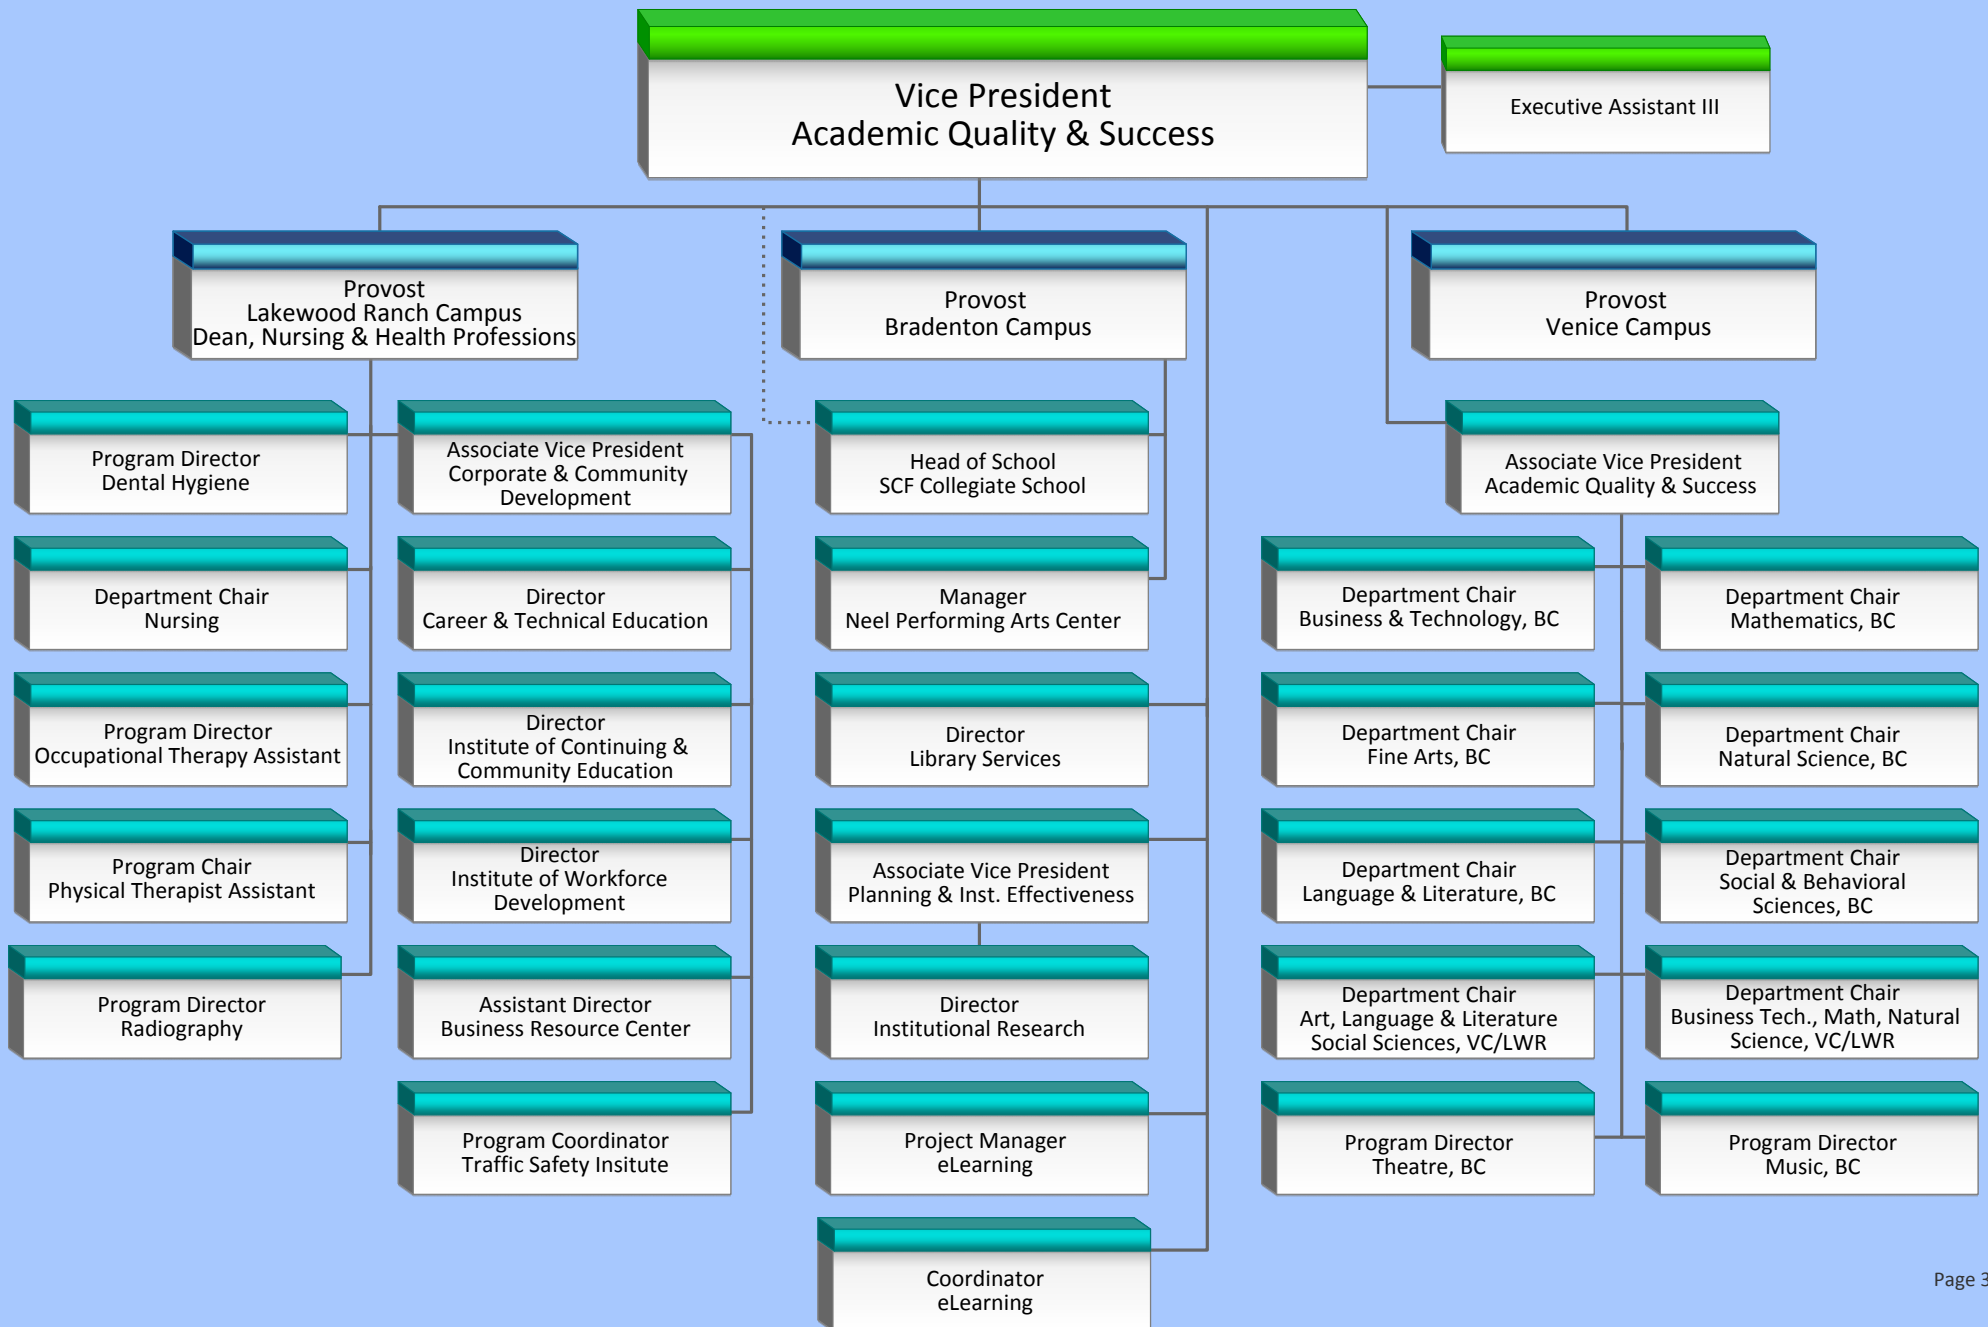 Vice President
Academic Quality & Success
Executive Assistant III
Provost
Lakewood Ranch Campus
Dean, Nursing & Health Professions
Provost
Bradenton Campus
Provost
Venice Campus
Program Director
Dental Hygiene
Associate Vice President
Corporate & Community
Development
Head of School
SCF Collegiate School
Associate Vice President
Academic Quality & Success
Department Chair
Nursing
Director
Career & Technical Education
Manager
Neel Performing Arts Center
Department Chair
Business & Technology, BC
Department Chair
Mathematics, BC
Program Director
Occupational Therapy Assistant
Director
Institute of Continuing &
Community Education
Director
Library Services
Department Chair
Fine Arts, BC
Department Chair
Natural Science, BC
Program Chair
Physical Therapist Assistant
Director
Institute of Workforce
Development
Associate Vice President
Planning & Inst. Effectiveness
Department Chair
Language & Literature, BC
Department Chair
Social & Behavioral
Sciences, BC
Program Director
Radiography
Assistant Director
Business Resource Center
Director
Institutional Research
Department Chair
Art, Language & Literature
Social Sciences, VC/LWR
Department Chair
Business Tech., Math, Natural
Science, VC/LWR
Program Coordinator
Traffic Safety Insitute
Project Manager
eLearning
Program Director
Theatre, BC
Program Director
Music, BC
Coordinator
eLearning
Page 3